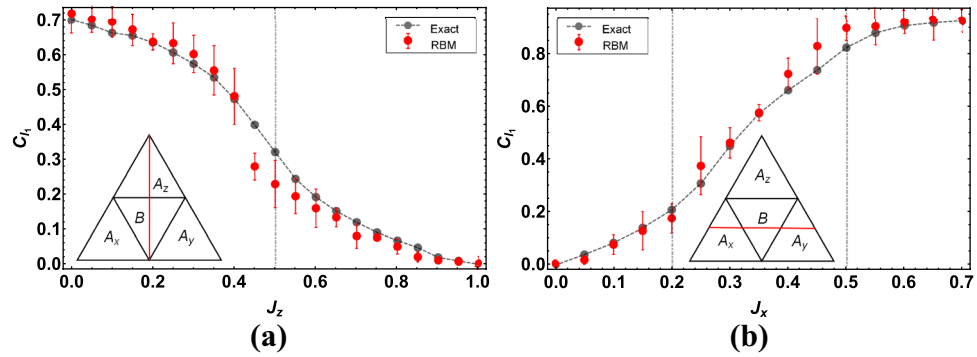 0.7
0.6
0.5
0.4
0.3
0.2
0.1
0.0
C_{l_1}
0.0 0.2 0.4 0.6 0.8 1.0
J_z
Exact
RBM
A_z
B
A_x A_y
(a)
0.8
0.6
0.4
0.2
0.0
C_{l_1}
0.0 0.1 0.2 0.3 0.4 0.5 0.6 0.7
J_x
Exact
RBM
A_z
B
A_x A_y
(b)